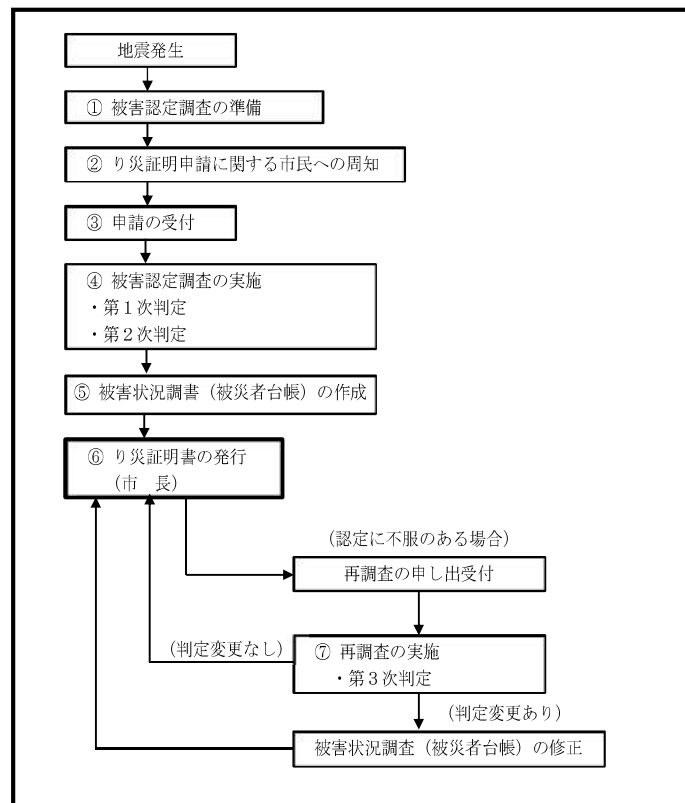 地震発生
① 被害認定調査の準備
② り災証明申請に関する市民への周知
③ 申請の受付
④ 被害認定調査の実施
・第1次判定
・第2次判定
⑤ 被害状況調書（被災者台帳）の作成
⑥ り災証明書の発行
（市　長）
（認定に不服のある場合）
再調査の申し出受付
（判定変更なし）
⑦ 再調査の実施
・第3次判定
（判定変更あり）
被害状況調査（被災者台帳）の修正